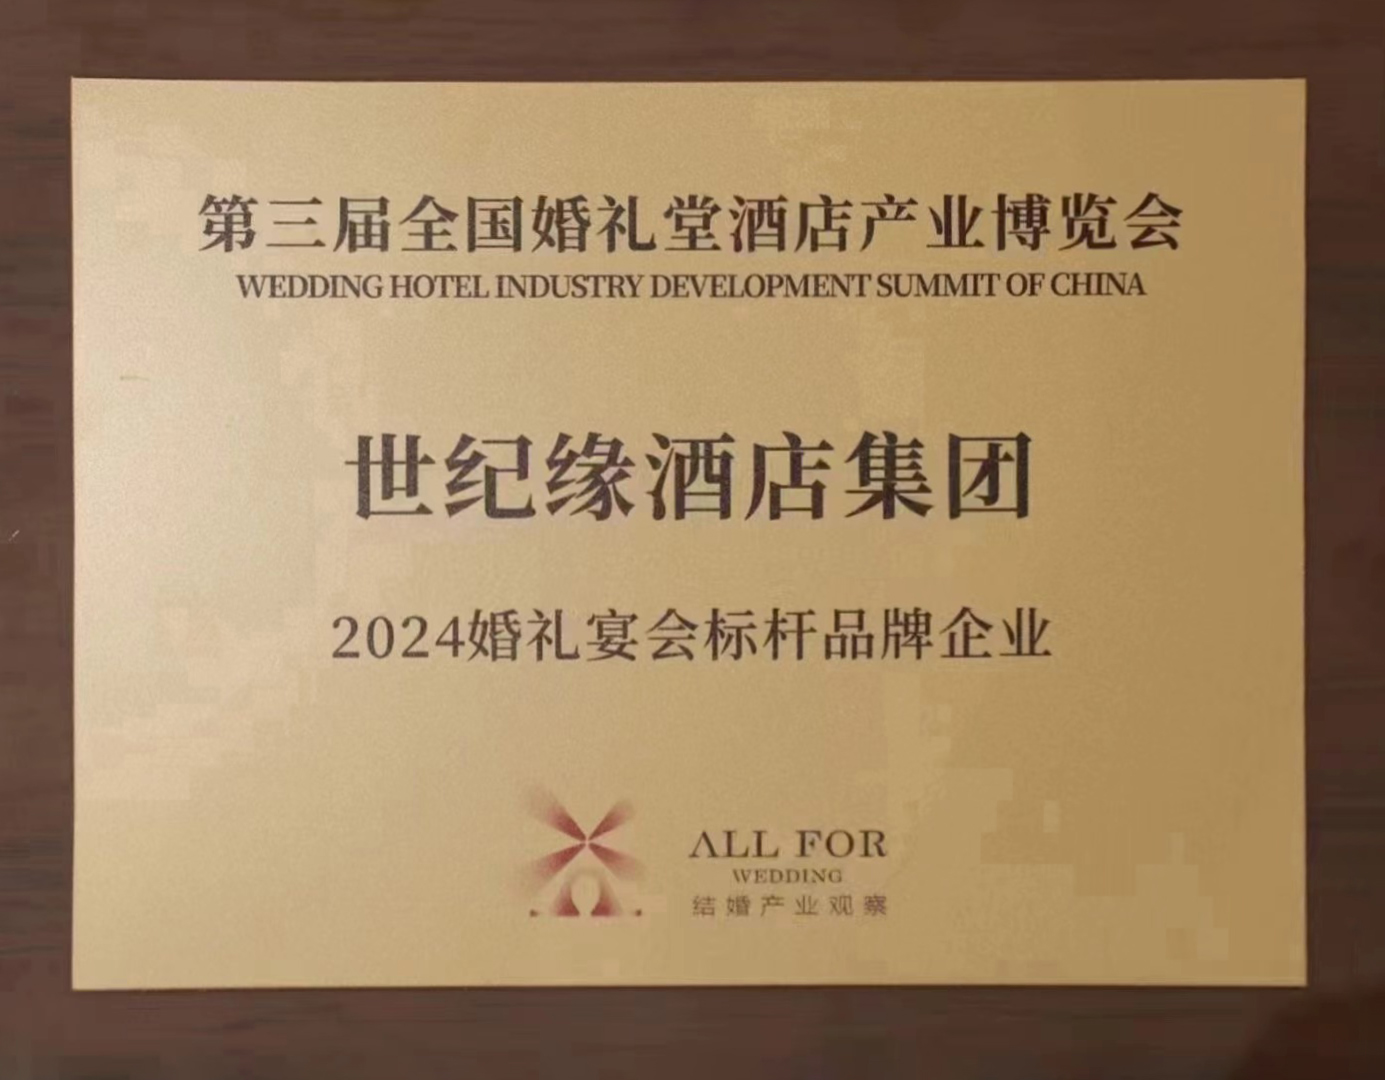 第三届全国婚礼堂酒店产业博览会
WEDDING HOTEL INDUSTRY DEVELOPMENT SUMMIT OF CHINA
世纪缘酒店集团
2024婚礼宴会标杆品牌企业
ALL FOR
WEDDING
结婚产业观察